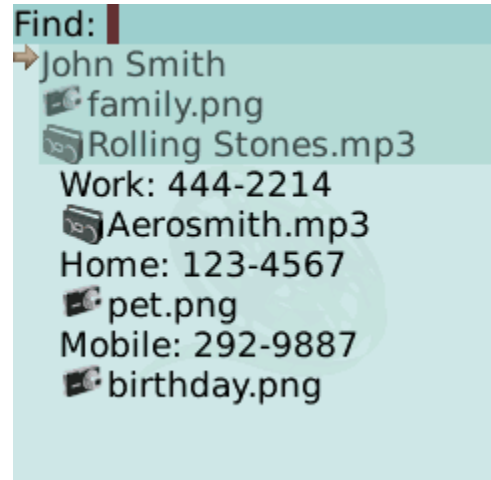 Find:
John Smith
family.png
Rolling Stones.mp3
Work: 444-2214
Aerosmith.mp3
Home: 123-4567
pet.png
Mobile: 292-9887
birthday.png